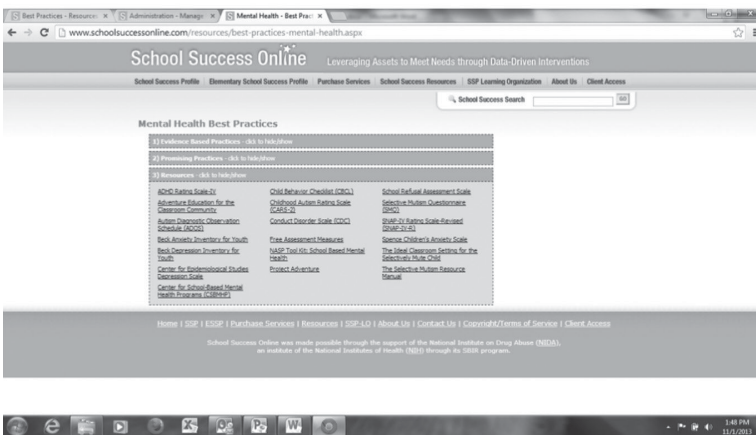 Best Practices - Resources
Administration - Manage
Mental Health - Best Prac
www.schoolsuccessonline.com/resources/best-practices-mental-health.aspx
School Success Online Leveraging Assets to Meet Needs through Data-Driven Interventions
School Success Profile Elementary School Success Profile Purchase Services School Success Resources SSP Learning Organization About Us Client Access
School Success Search GO
Mental Health Best Practices
1) Evidence Based Practices - click to hide/show
2) Promising Practices - click to hide/show
3) Resources - click to hide/show
ADHD Rating Scale-IV
Adventure Education for the
Classroom Community
Autism Diagnostic Observation
Schedule (ADOS)
Beck Anxiety Inventory for Youth
Beck Depression Inventory for
Youth
Center for Epidemiological Studies
Depression Scale
Center for School-Based Mental
Health Programs (CSBMHP)
Child Behavior Checklist (CBCL)
Childhood Autism Rating Scale
(CARS-2)
Conduct Disorder Scale (CDC)
Free Assessment Measures
NASP Tool Kit: School Based Mental
Health
Project Adventure
School Refusal Assessment Scale
Selective Mutism Questionnaire
(SMQ)
SNAP-IV Rating Scale-Revised
(SNAP-IV-R)
Spence Children's Anxiety Scale
The Ideal Classroom Setting for the
Selectively Mute Child
The Selective Mutism Resource
Manual
Home | SSP | ESSP | Purchase Services | Resources | SSP-LO | About Us | Contact Us | Copyright/Terms of Service | Client Access
School Success Online was made possible through the support of the National Institute on Drug Abuse (NIDA),
an institute of the National Institutes of Health (NIH) through its SBIR program.
1:48 PM
11/1/2013